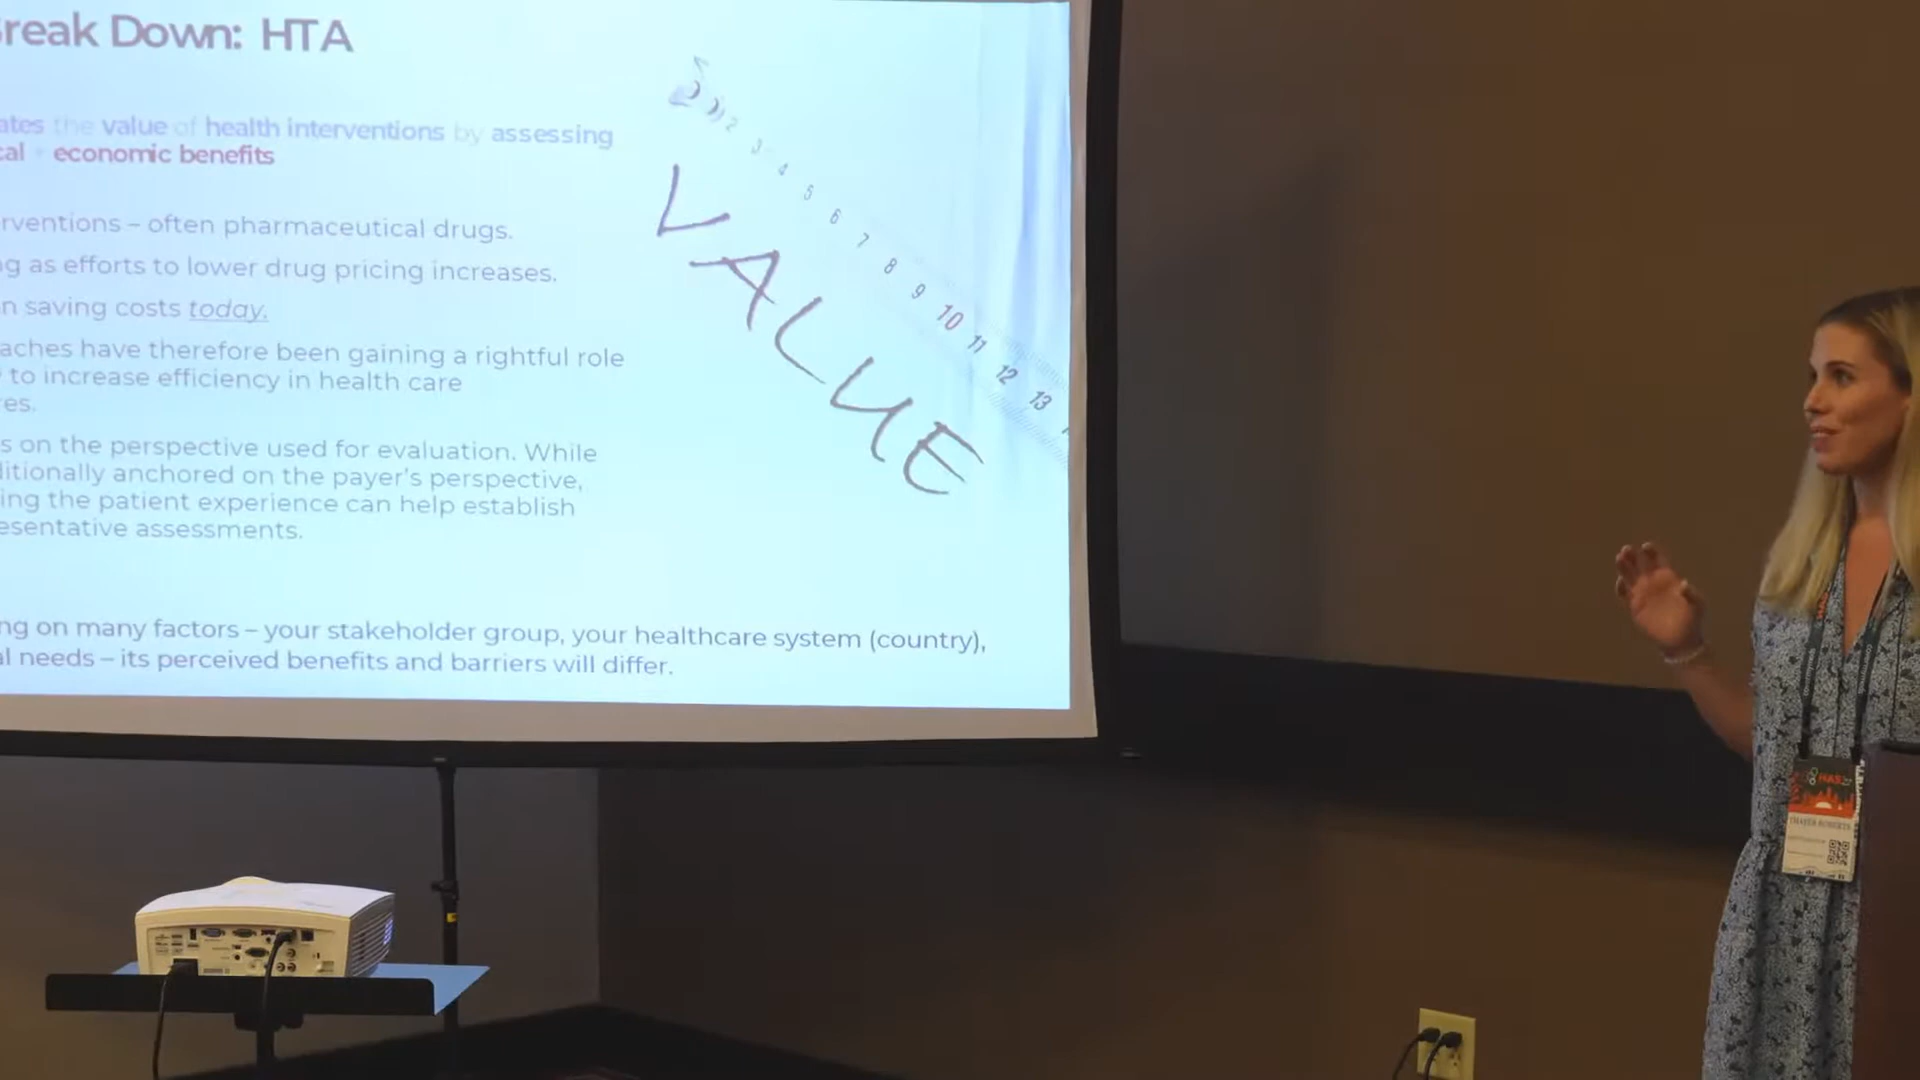 reak Down: HTA
ates the value of health interventions by assessing
cal + economic benefits
rventions – often pharmaceutical drugs.
g as efforts to lower drug pricing increases.
n saving costs today.
aches have therefore been gaining a rightful role
to increase efficiency in health care
es.
s on the perspective used for evaluation. While
ditionally anchored on the payer's perspective,
ing the patient experience can help establish
esentative assessments.
ng on many factors – your stakeholder group, your healthcare system (country),
al needs – its perceived benefits and barriers will differ.
2 3 4 5 6 7 8 9 10 11 12 13
VALUE
HAS
THAYER ROBERTS